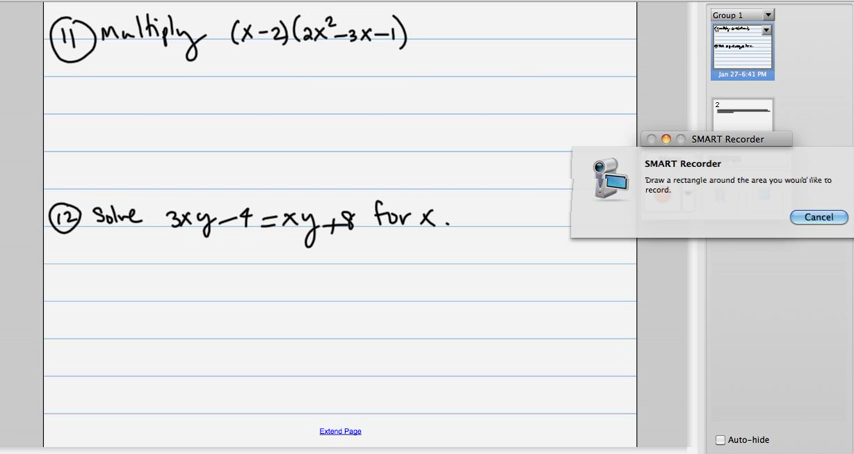 11 Multiply (x-2)(2x²-3x-1)
12 Solve 3xy-4=xy+8 for x.
Extend Page
Group 1
Jan 27-6:41 PM
2
SMART Recorder
SMART Recorder
Draw a rectangle around the area you would like to
record.
Cancel
Auto-hide